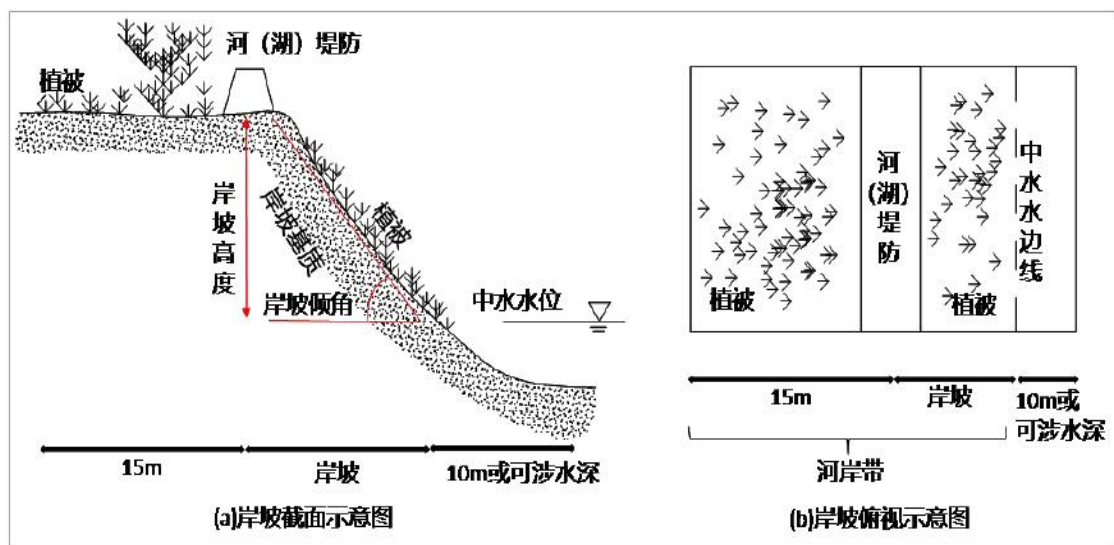 河（湖）堤防
植被
岸坡高度
岸坡基质
植被
岸坡倾角
中水水位
15m
岸坡
10m或可涉水深
(a)岸坡截面示意图
植被
河（湖）堤防
植被
中水水边线
15m
岸坡
10m或
可涉水深
河岸带
(b)岸坡俯视示意图